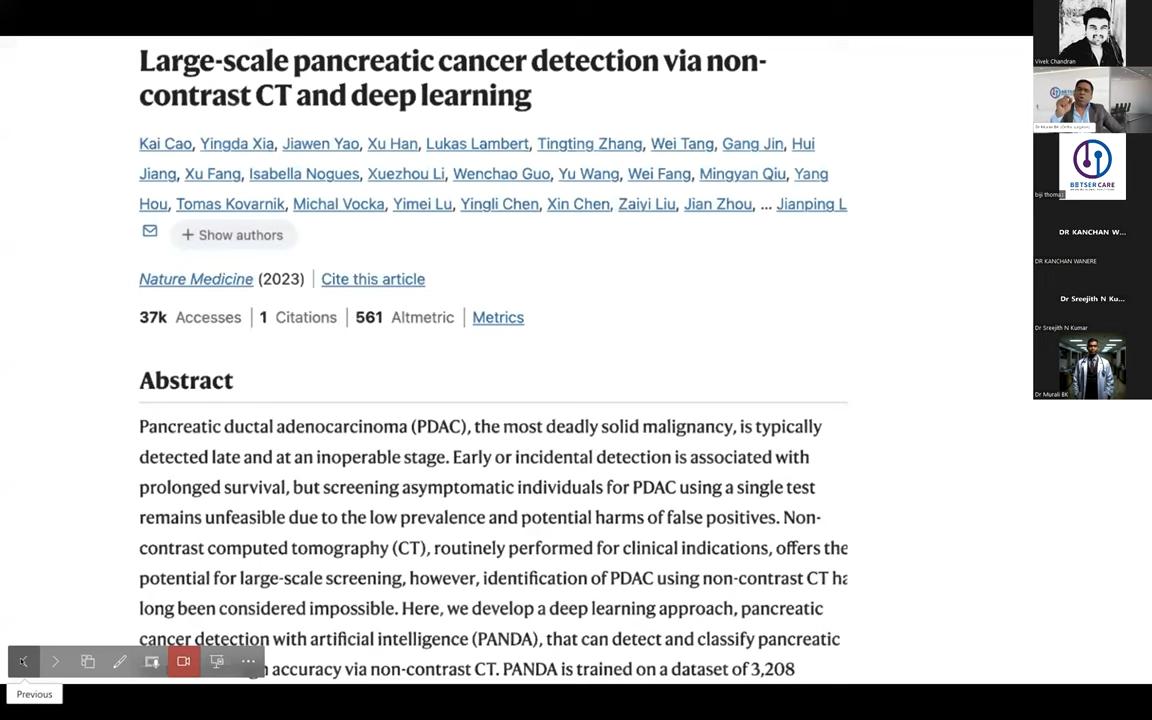 Large-scale pancreatic cancer detection via non-
contrast CT and deep learning
Kai Cao, Yingda Xia, Jiawen Yao, Xu Han, Lukas Lambert, Tingting Zhang, Wei Tang, Gang Jin, Hui
Jiang, Xu Fang, Isabella Nogues, Xuezhou Li, Wenchao Guo, Yu Wang, Wei Fang, Mingyan Qiu, Yang
Hou, Tomas Kovarnik, Michal Vocka, Yimei Lu, Yingli Chen, Xin Chen, Zaiyi Liu, Jian Zhou, ... Jianping L
+ Show authors
Nature Medicine (2023) | Cite this article
37k Accesses | 1 Citations | 561 Altmetric | Metrics
Abstract
Pancreatic ductal adenocarcinoma (PDAC), the most deadly solid malignancy, is typically
detected late and at an inoperable stage. Early or incidental detection is associated with
prolonged survival, but screening asymptomatic individuals for PDAC using a single test
remains unfeasible due to the low prevalence and potential harms of false positives. Non-
contrast computed tomography (CT), routinely performed for clinical indications, offers the
potential for large-scale screening, however, identification of PDAC using non-contrast CT ha
long been considered impossible. Here, we develop a deep learning approach, pancreatic
cancer detection with artificial intelligence (PANDA), that can detect and classify pancreatic
accuracy via non-contrast CT. PANDA is trained on a dataset of 3,208
Previous
Vivek Chandran
BETSER CARE
biji thomas
DR KANCHAN W...
DR KANCHAN WANERE
Dr Sreejith N Ku...
Dr Sreejith N Kumar
Dr Murali BK